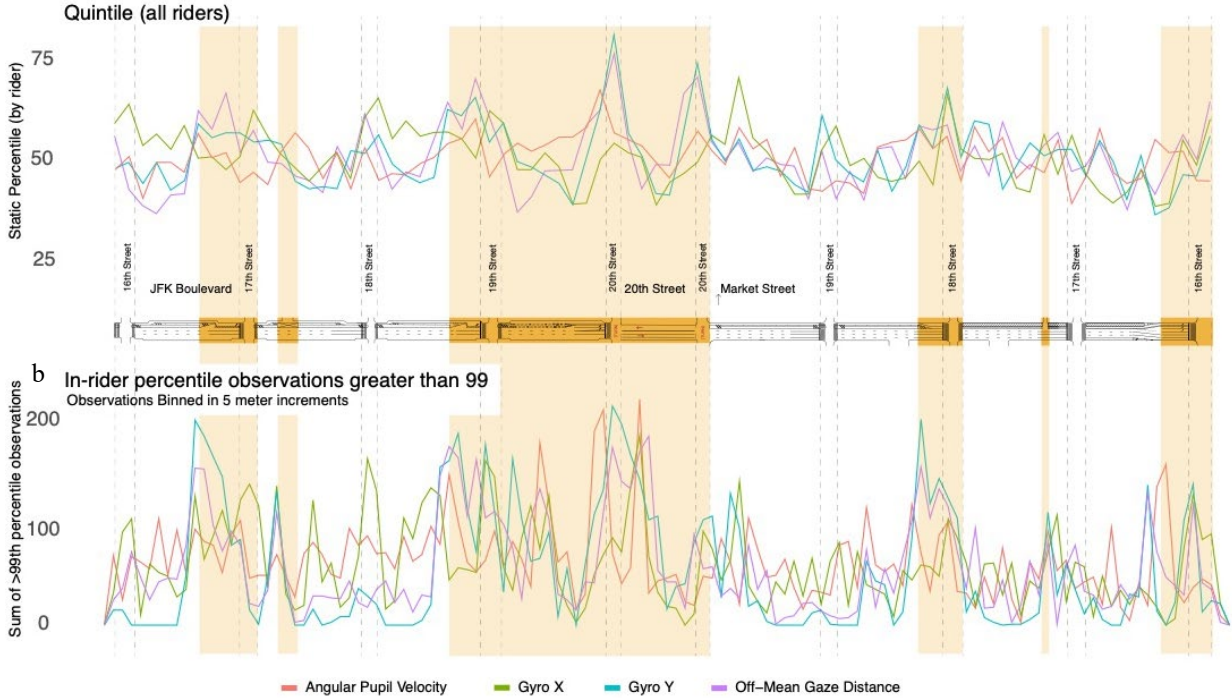 Quintile (all riders)
Static Percentile (by rider)
75
50
25
16th Street
JFK Boulevard
17th Street
18th Street
19th Street
20th Street
20th Street
20th Street
Market Street
19th Street
18th Street
17th Street
16th Street
b
In-rider percentile observations greater than 99
Observations Binned in 5 meter increments
Sum of >99th percentile observations
200
100
0
Angular Pupil Velocity
Gyro X
Gyro Y
Off-Mean Gaze Distance